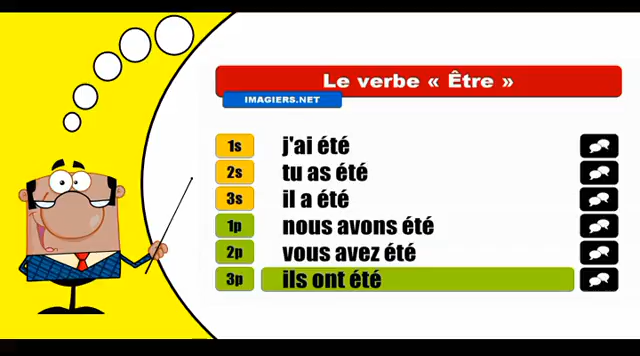 Le verbe « Être »
IMAGIERS.NET
1s j'ai été
2s tu as été
3s il a été
1p nous avons été
2p vous avez été
3p ils ont été